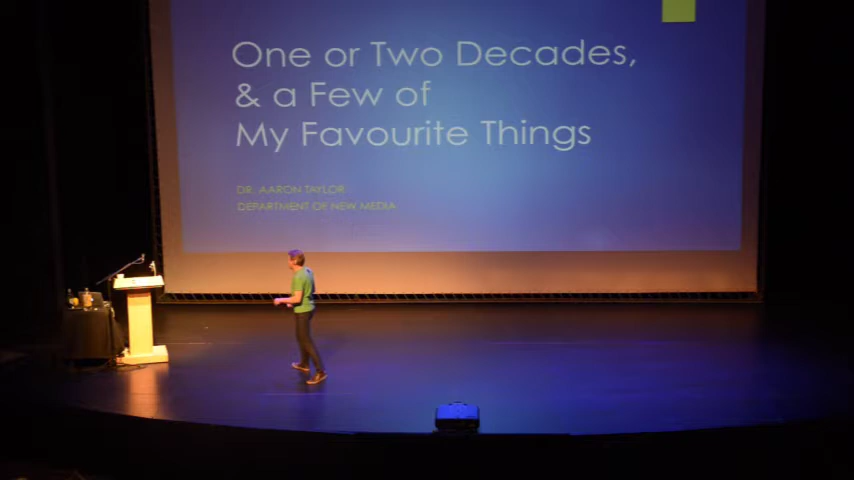 One or Two Decades,
& a Few of
My Favourite Things
DR. AARON TAYLOR
DEPARTMENT OF NEW MEDIA